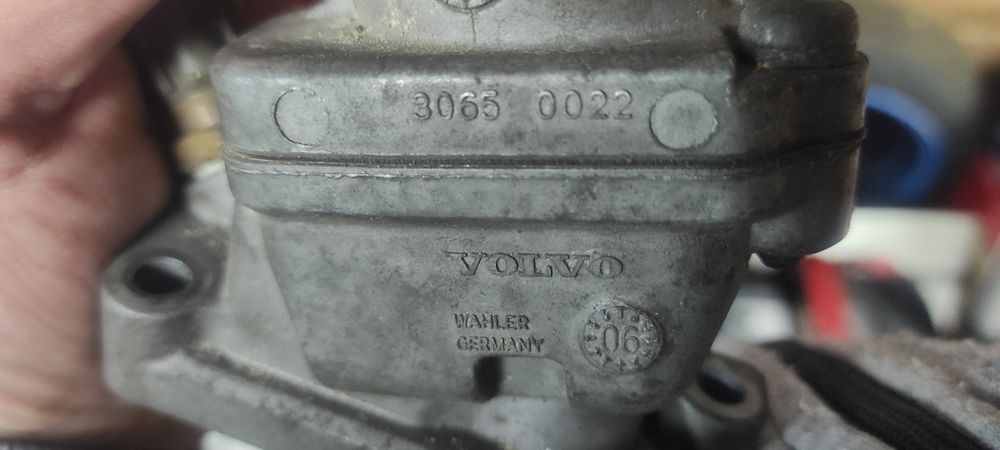 3065 0022
VOLVO
WAHLER
GERMANY
06